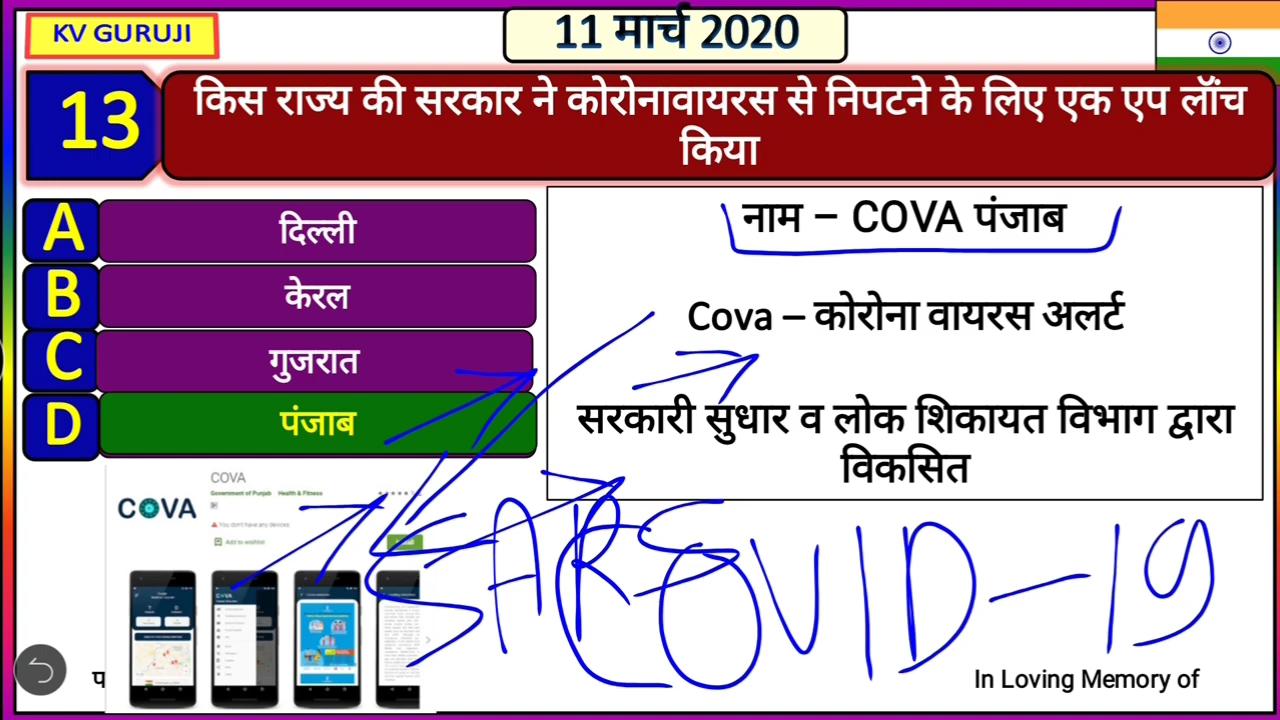 KV GURUJI
11 मार्च 2020
13
किस राज्य की सरकार ने कोरोनावायरस से निपटने के लिए एक एप लॉंच
किया
A दिल्ली
B केरल
C गुजरात
D पंजाब
नाम – COVA पंजाब
Cova – कोरोना वायरस अलर्ट
सरकारी सुधार व लोक शिकायत विभाग द्वारा
विकसित
COVA
Government of Punjab Health & Fitness
You don't have any devices
Add to wishlist
COVA
COVA
SARS
COVID-19
प
In Loving Memory of